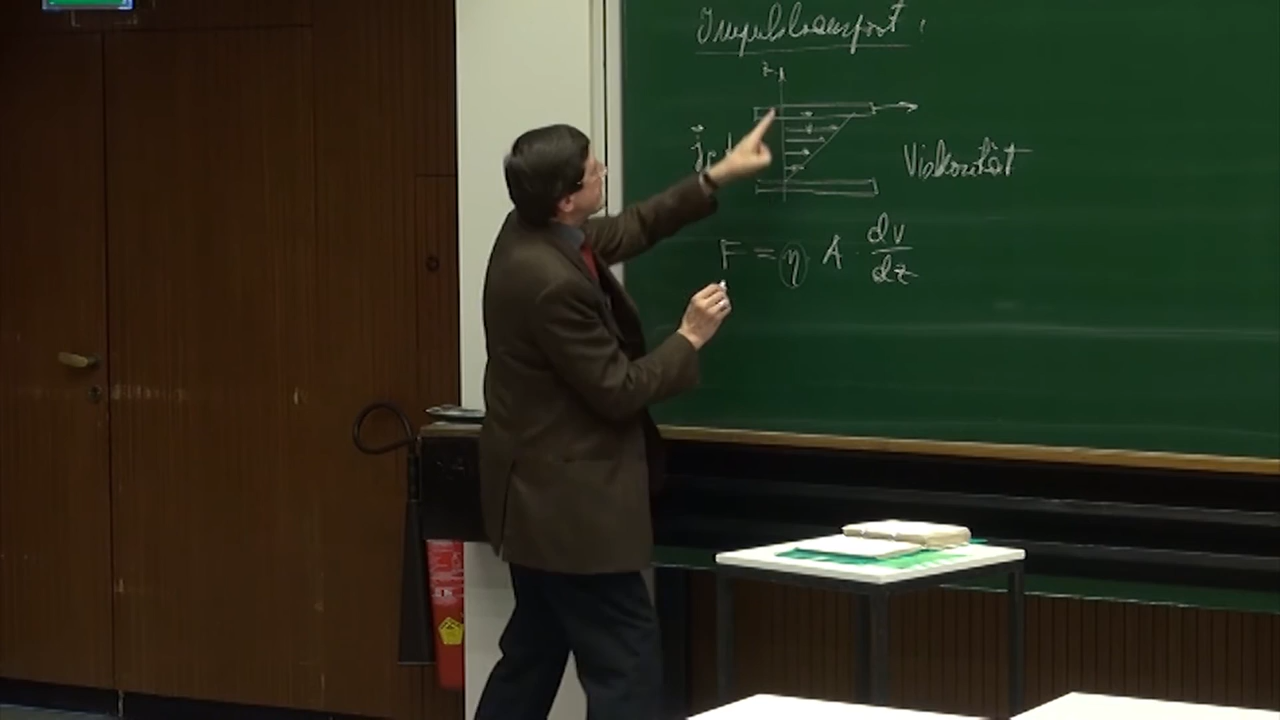 Impulstransport
z
Viskosität
F = η · A · dv/dz